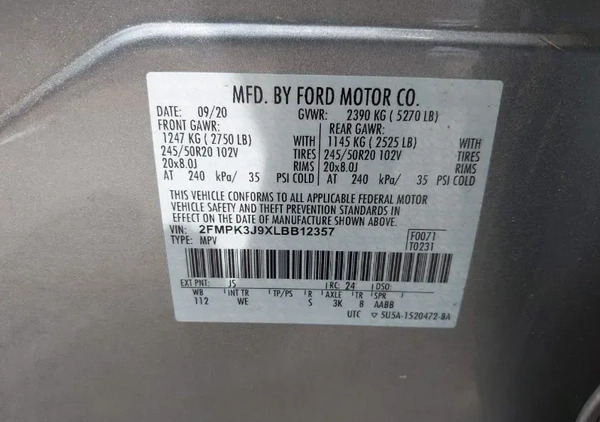 MFD. BY FORD MOTOR CO.
DATE: 09/20 GVWR: 2390 KG ( 5270 LB)
FRONT GAWR: REAR GAWR:
1247 KG ( 2750 LB) WITH 1145 KG ( 2525 LB) WITH
245/50R20 102V TIRES 245/50R20 102V TIRES
20x8.0J RIMS 20x8.0J RIMS
AT 240 kPa/ 35 PSI COLD AT 240 kPa/ 35 PSI COLD
THIS VEHICLE CONFORMS TO ALL APPLICABLE FEDERAL MOTOR
VEHICLE SAFETY AND THEFT PREVENTION STANDARDS IN
EFFECT ON THE DATE OF MANUFACTURE SHOWN ABOVE.
VIN: 2FMPK3J9XLBB12357 F0071
TYPE: MPV T0231
EXT PNT: JS RC: 24 DSO:
WB INT TR TP/PS R AXLE TR SPR
112 WE S 3K 8 AABB
UTC ▽ 5U5A-1520472-BA